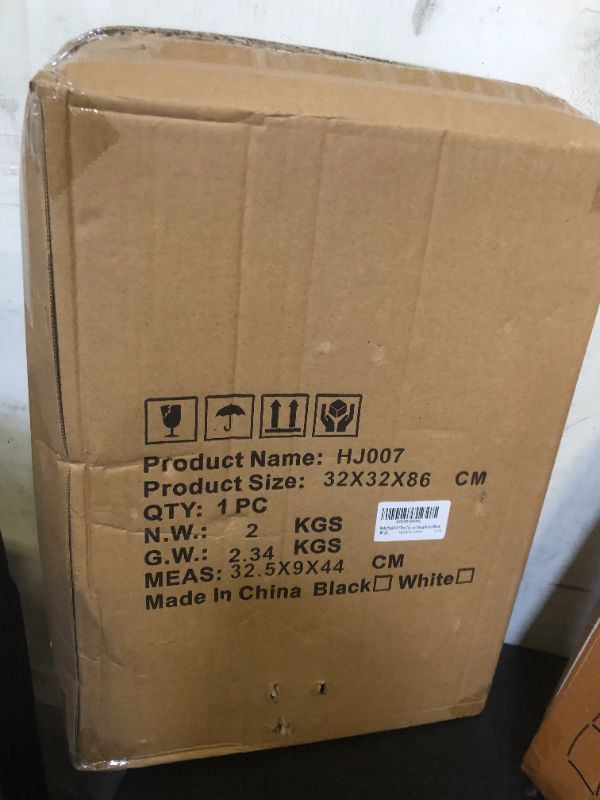 Product Name: HJ007
Product Size: 32X32X86 CM
QTY: 1 PC
N.W.: 2 KGS
G.W.: 2.34 KGS
MEAS: 32.5X9X44 CM
Made In China Black☐ White☐